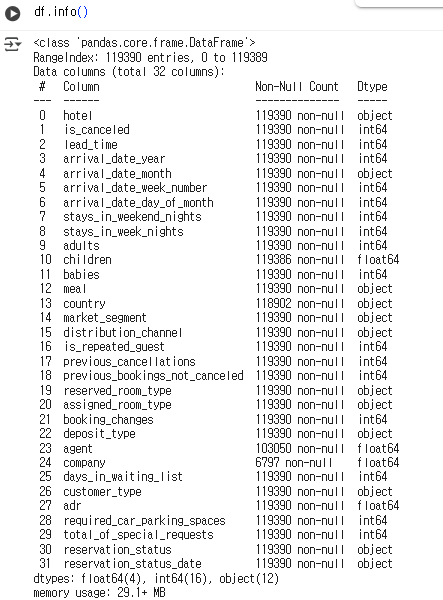 df.info()
<class 'pandas.core.frame.DataFrame'>
RangeIndex: 119390 entries, 0 to 119389
Data columns (total 32 columns):
 #   Column                          Non-Null Count   Dtype
---  ------                          --------------   -----
 0   hotel                           119390 non-null  object
 1   is_canceled                     119390 non-null  int64
 2   lead_time                       119390 non-null  int64
 3   arrival_date_year               119390 non-null  int64
 4   arrival_date_month              119390 non-null  object
 5   arrival_date_week_number        119390 non-null  int64
 6   arrival_date_day_of_month       119390 non-null  int64
 7   stays_in_weekend_nights         119390 non-null  int64
 8   stays_in_week_nights            119390 non-null  int64
 9   adults                          119390 non-null  int64
 10  children                        119386 non-null  float64
 11  babies                          119390 non-null  int64
 12  meal                            119390 non-null  object
 13  country                         118902 non-null  object
 14  market_segment                  119390 non-null  object
 15  distribution_channel            119390 non-null  object
 16  is_repeated_guest               119390 non-null  int64
 17  previous_cancellations          119390 non-null  int64
 18  previous_bookings_not_canceled  119390 non-null  int64
 19  reserved_room_type              119390 non-null  object
 20  assigned_room_type              119390 non-null  object
 21  booking_changes                 119390 non-null  int64
 22  deposit_type                    119390 non-null  object
 23  agent                           103050 non-null  float64
 24  company                         6797 non-null    float64
 25  days_in_waiting_list            119390 non-null  int64
 26  customer_type                   119390 non-null  object
 27  adr                             119390 non-null  float64
 28  required_car_parking_spaces     119390 non-null  int64
 29  total_of_special_requests       119390 non-null  int64
 30  reservation_status              119390 non-null  object
 31  reservation_status_date         119390 non-null  object
dtypes: float64(4), int64(16), object(12)
memory usage: 29.1+ MB